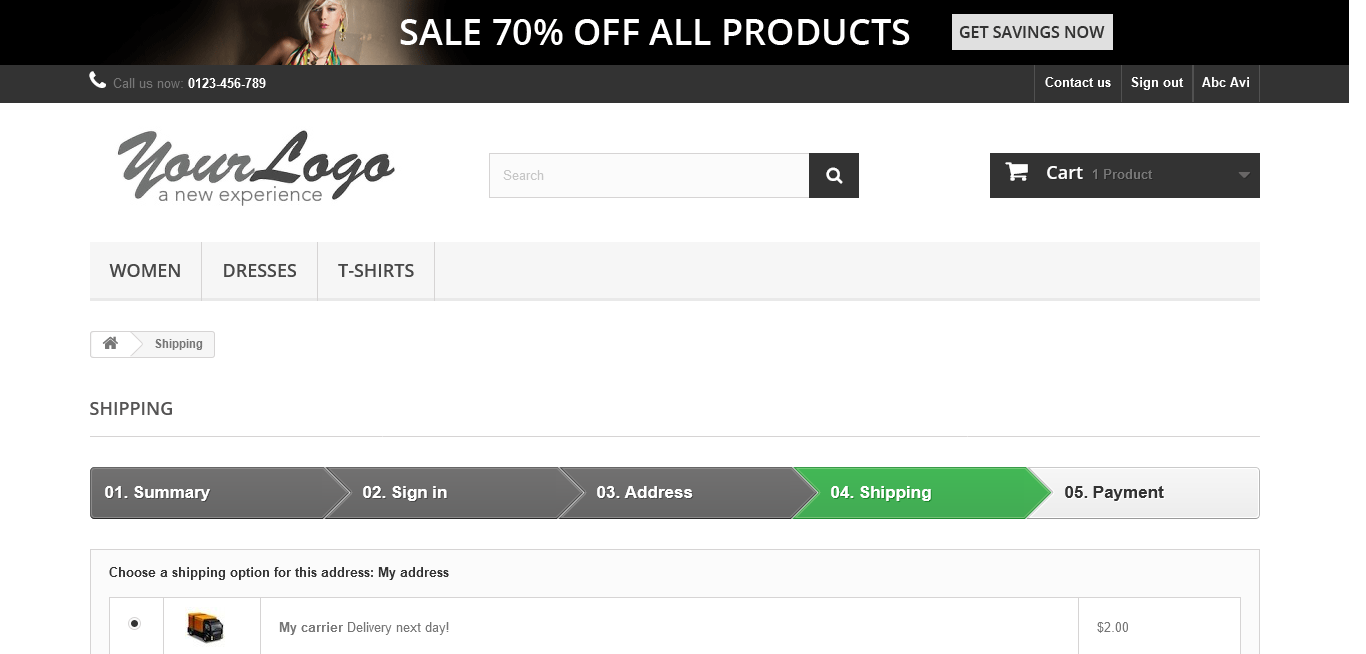 SALE 70% OFF ALL PRODUCTS GET SAVINGS NOW
Call us now: 0123-456-789 Contact us Sign out Abc Avi
YourLogo
a new experience
Search
Cart 1 Product
WOMEN DRESSES T-SHIRTS
Shipping
SHIPPING
01. Summary 02. Sign in 03. Address 04. Shipping 05. Payment
Choose a shipping option for this address: My address
My carrier Delivery next day! $2.00